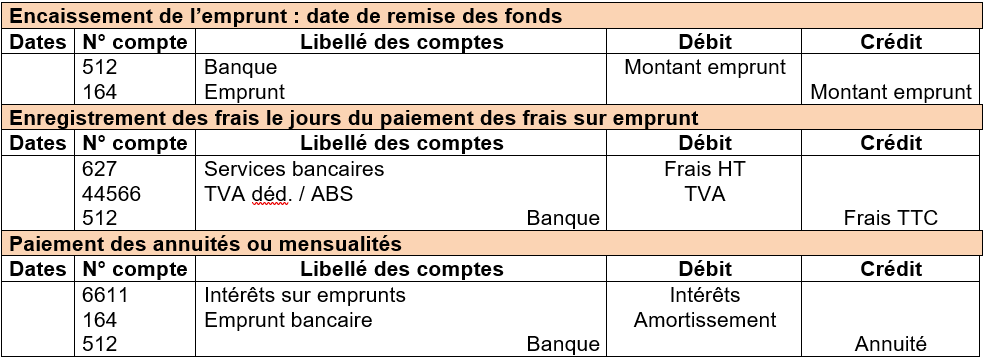 Encaissement de l’emprunt : date de remise des fonds
Dates N° compte Libellé des comptes Débit Crédit
512 Banque Montant emprunt
164 Emprunt Montant emprunt
Enregistrement des frais le jours du paiement des frais sur emprunt
Dates N° compte Libellé des comptes Débit Crédit
627 Services bancaires Frais HT
44566 TVA déd. / ABS TVA
512 Banque Frais TTC
Paiement des annuités ou mensualités
Dates N° compte Libellé des comptes Débit Crédit
6611 Intérêts sur emprunts Intérêts
164 Emprunt bancaire Amortissement
512 Banque Annuité